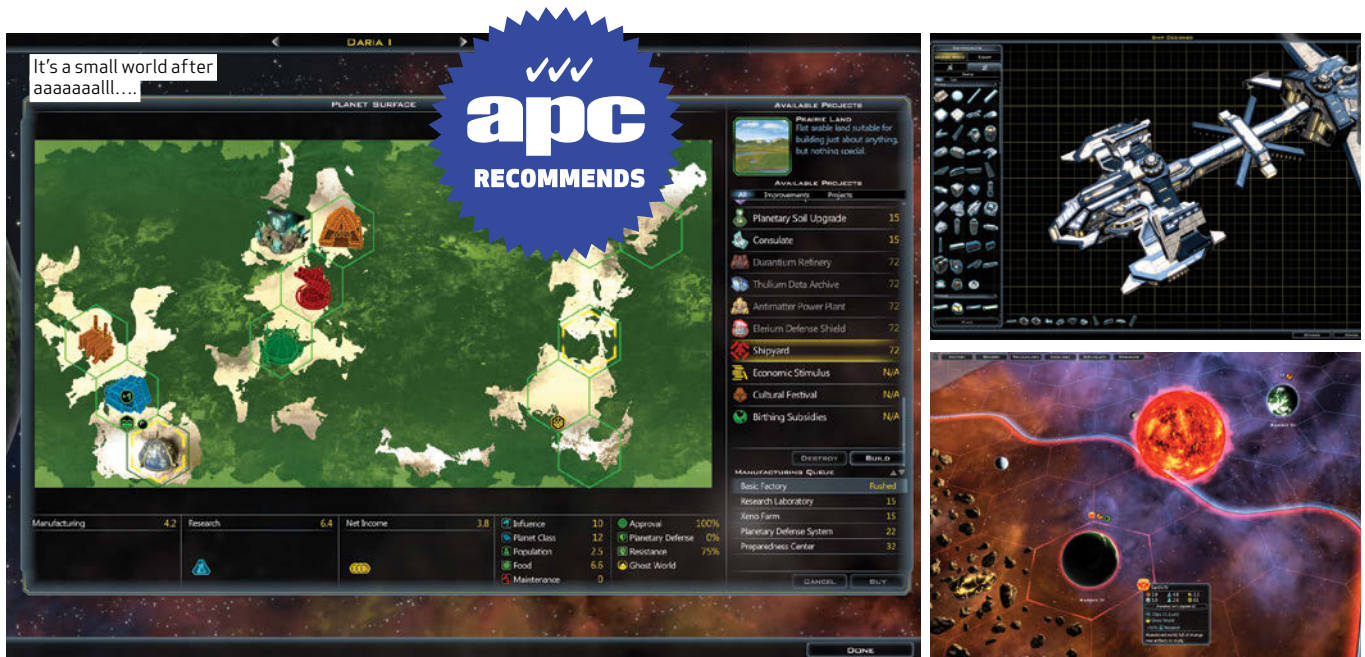 It's a small world after
aaaaaaalll….
DARIA I
apc
RECOMMENDS
PLANET SURFACE
AVAILABLE PROJECTS
PRAIRIE LAND
Flat arable land suitable for
building just about anything,
but nothing special.
AVAILABLE PROJECTS
All Improvements Projects
Planetary Soil Upgrade 15
Consulate 15
Durantium Refinery 72
Thulium Data Archive 72
Antimatter Power Plant 72
Elerium Defense Shield 72
Shipyard 72
Economic Stimulus N/A
Cultural Festival N/A
Birthing Subsidies N/A
DESTROY BUILD
MANUFACTURING QUEUE
Basic Factory Rushed
Research Laboratory 15
Xeno Farm 15
Planetary Defense System 22
Preparedness Center 32
CANCEL BUY
Manufacturing 4.2 Research 6.4 Net Income 3.8
Influence 10 Approval 100%
Planet Class 12 Planetary Defense 0%
Population 2.5 Resistance 75%
Food 6.6 Ghost World
Maintenance 0
DONE
SHIP DESIGNER
Ghost World